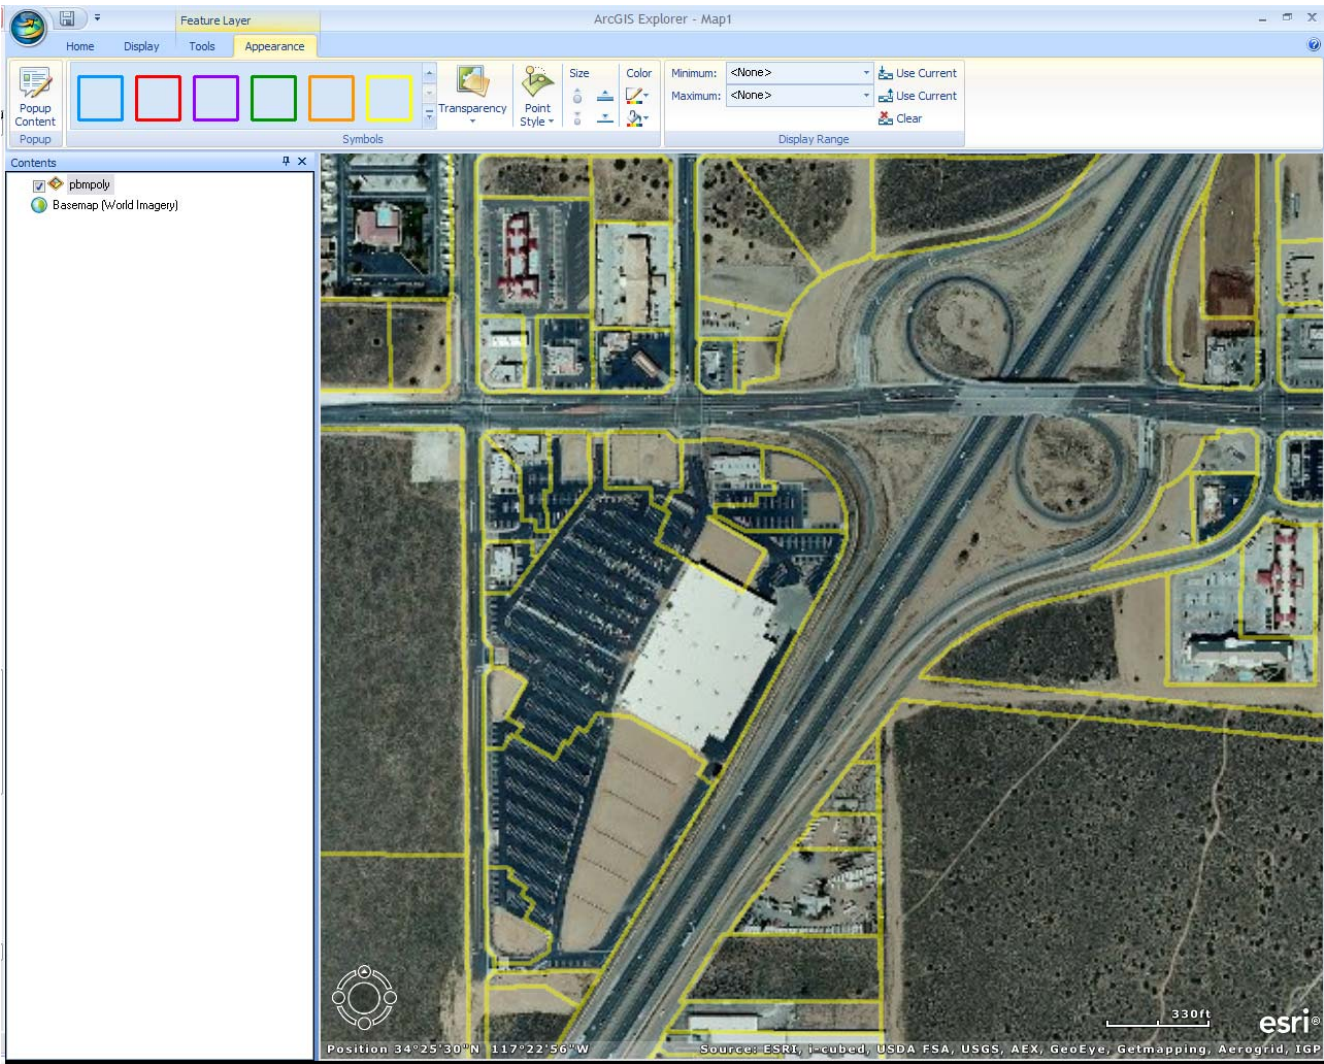 Feature Layer
ArcGIS Explorer - Map1
Home Display Tools Appearance
Popup Content
Transparency
Point Style
Size
Color
Minimum: <None> Use Current
Maximum: <None> Use Current
Clear
Popup
Symbols
Display Range
Contents
pbmpoly
Basemap (World Imagery)
330ft
esri®
Position 34°25'30"N 117°22'56"W
Source: ESRI, i-cubed, USDA FSA, USGS, AEX, GeoEye, Getmapping, Aerogrid, IGP